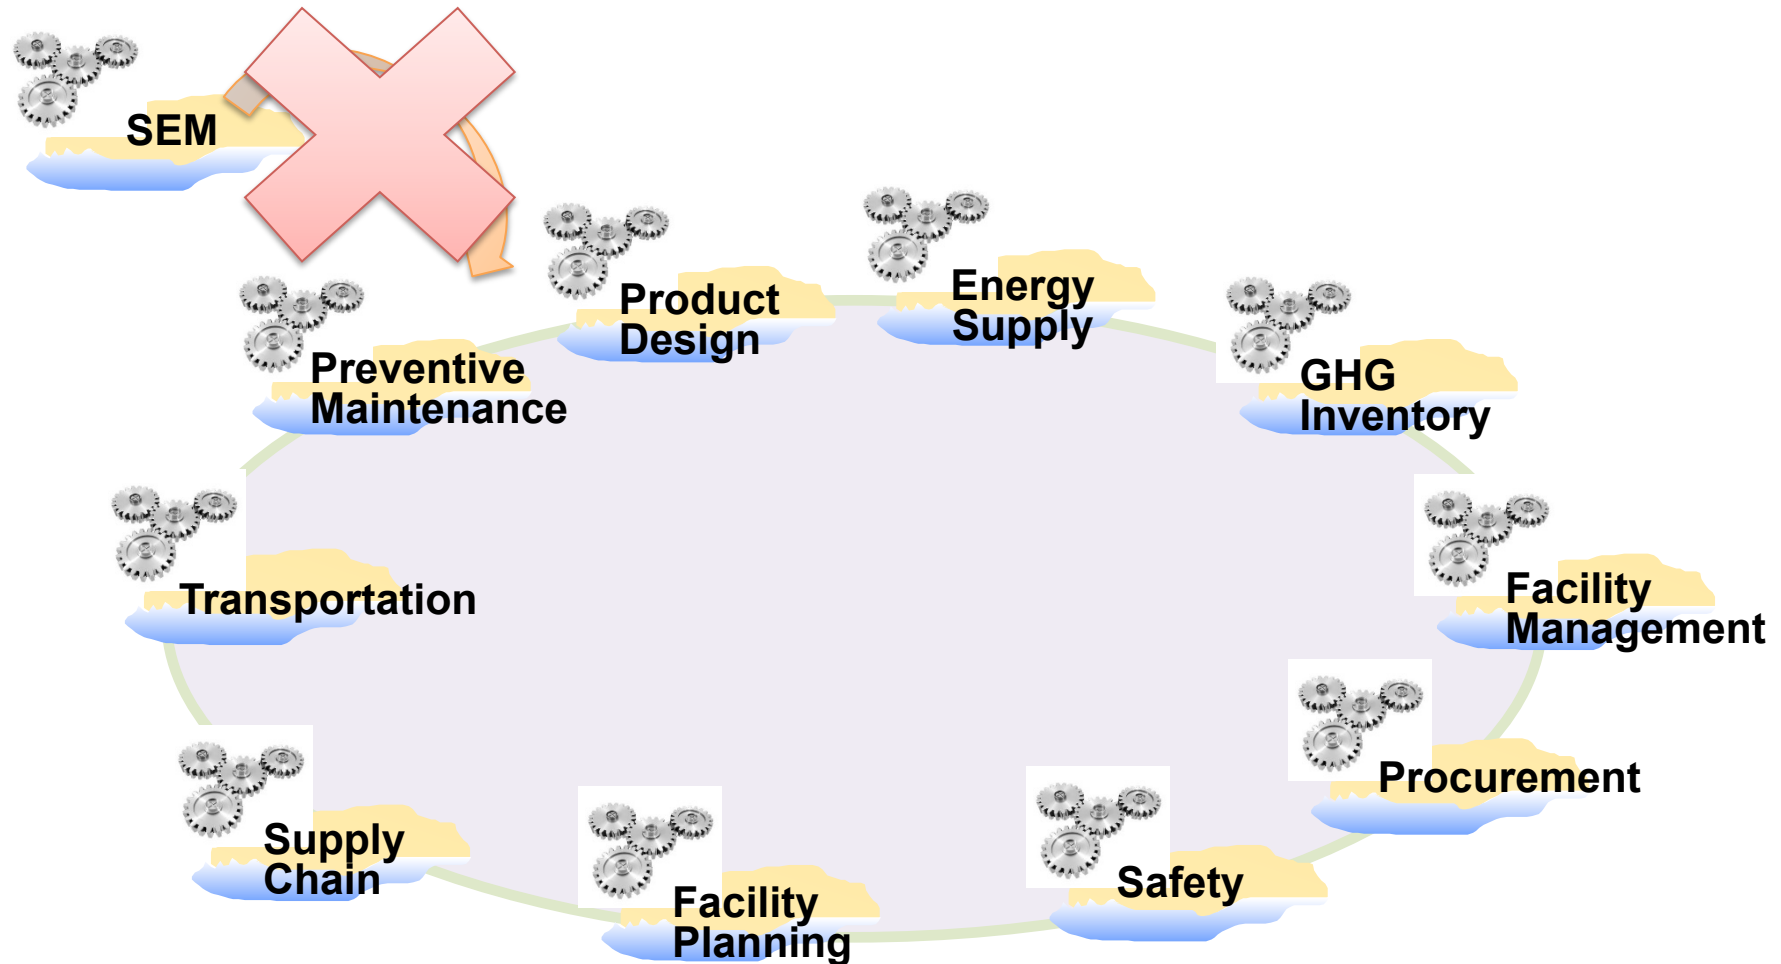 SEM
Product
Design
Energy
Supply
Preventive
Maintenance
GHG
Inventory
Transportation
Facility
Management
Procurement
Supply
Chain
Safety
Facility
Planning